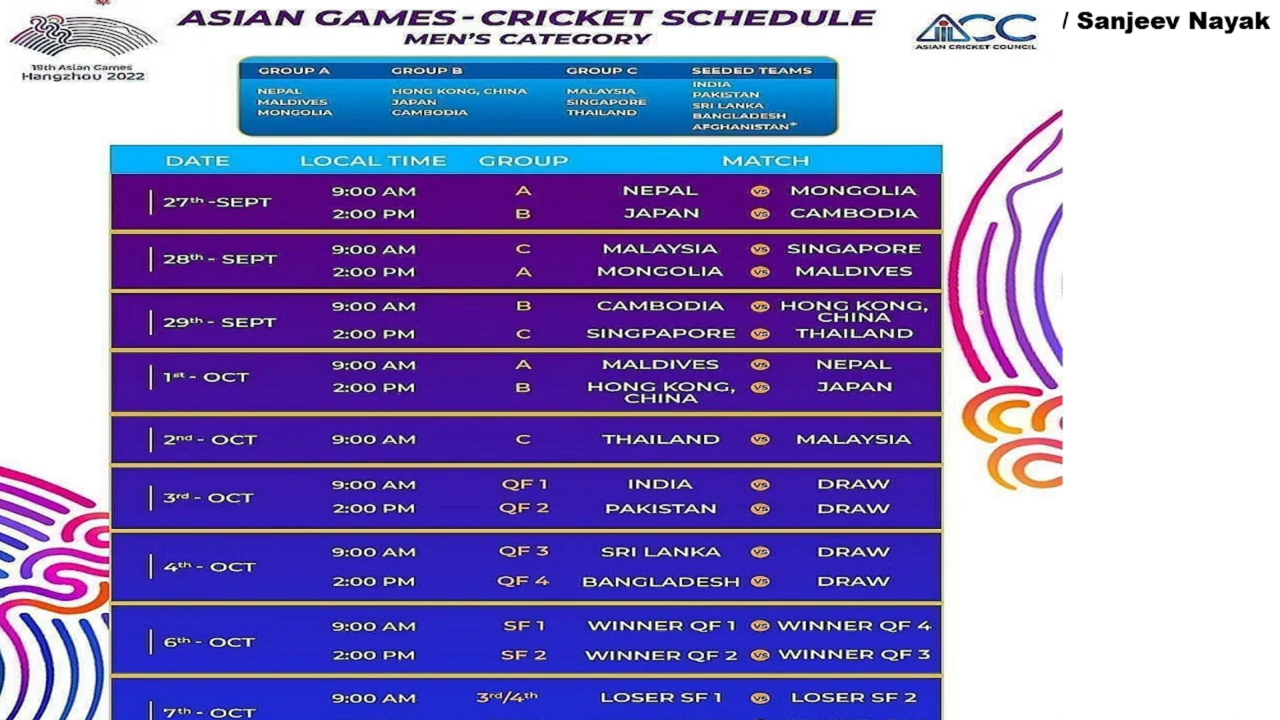 ASIAN GAMES - CRICKET SCHEDULE
MEN'S CATEGORY
19th Asian Games
Hangzhou 2022
ACC
ASIAN CRICKET COUNCIL
/ Sanjeev Nayak
GROUP A GROUP B GROUP C SEEDED TEAMS
NEPAL HONG KONG, CHINA MALAYSIA INDIA
MALDIVES JAPAN SINGAPORE PAKISTAN
MONGOLIA CAMBODIA THAILAND SRI LANKA
BANGLADESH
AFGHANISTAN*
DATE LOCAL TIME GROUP MATCH
27th -SEPT 9:00 AM A NEPAL VS MONGOLIA
2:00 PM B JAPAN VS CAMBODIA
28th - SEPT 9:00 AM C MALAYSIA VS SINGAPORE
2:00 PM A MONGOLIA VS MALDIVES
29th - SEPT 9:00 AM B CAMBODIA VS HONG KONG,
CHINA
2:00 PM C SINGPAPORE VS THAILAND
1st - OCT 9:00 AM A MALDIVES VS NEPAL
2:00 PM B HONG KONG, VS JAPAN
CHINA
2nd - OCT 9:00 AM C THAILAND VS MALAYSIA
3rd - OCT 9:00 AM QF 1 INDIA VS DRAW
2:00 PM QF 2 PAKISTAN VS DRAW
4th - OCT 9:00 AM QF 3 SRI LANKA VS DRAW
2:00 PM QF 4 BANGLADESH VS DRAW
6th - OCT 9:00 AM SF 1 WINNER QF 1 VS WINNER QF 4
2:00 PM SF 2 WINNER QF 2 VS WINNER QF 3
7th - OCT 9:00 AM 3rd/4th LOSER SF 1 VS LOSER SF 2